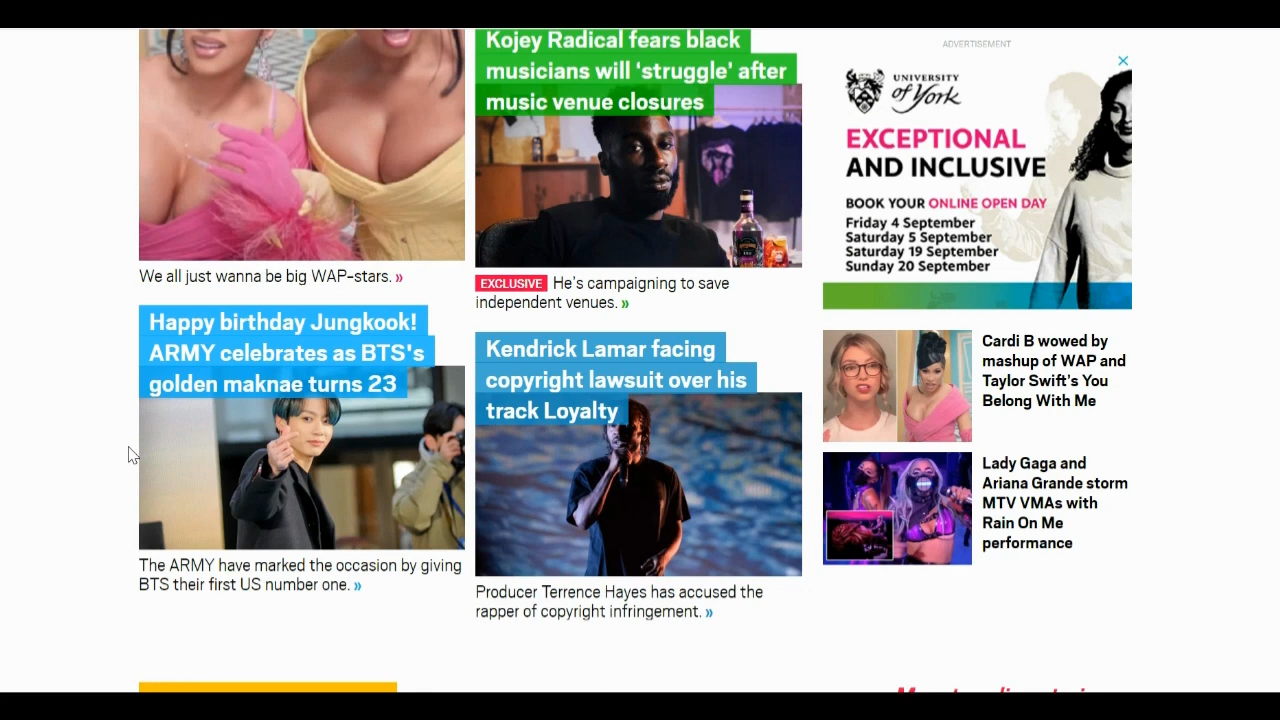 We all just wanna be big WAP-stars. »
Happy birthday Jungkook!
ARMY celebrates as BTS's
golden maknae turns 23
The ARMY have marked the occasion by giving
BTS their first US number one. »
Kojey Radical fears black
musicians will ‘struggle’ after
music venue closures
EXCLUSIVE He's campaigning to save
independent venues. »
Kendrick Lamar facing
copyright lawsuit over his
track Loyalty
Producer Terrence Hayes has accused the
rapper of copyright infringement. »
ADVERTISEMENT
UNIVERSITY
of York
EXCEPTIONAL
AND INCLUSIVE
BOOK YOUR ONLINE OPEN DAY
Friday 4 September
Saturday 5 September
Saturday 19 September
Sunday 20 September
Cardi B wowed by
mashup of WAP and
Taylor Swift's You
Belong With Me
Lady Gaga and
Ariana Grande storm
MTV VMAs with
Rain On Me
performance